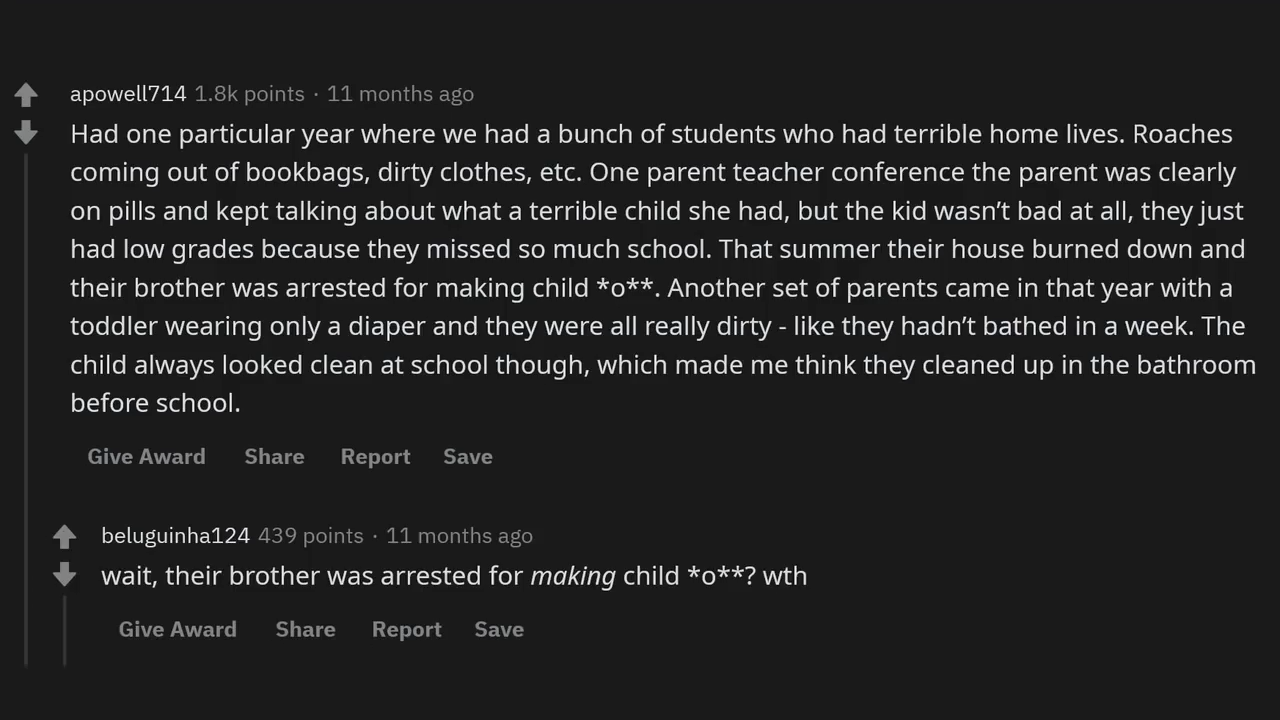 apowell714 1.8k points · 11 months ago
Had one particular year where we had a bunch of students who had terrible home lives. Roaches
coming out of bookbags, dirty clothes, etc. One parent teacher conference the parent was clearly
on pills and kept talking about what a terrible child she had, but the kid wasn’t bad at all, they just
had low grades because they missed so much school. That summer their house burned down and
their brother was arrested for making child *o**. Another set of parents came in that year with a
toddler wearing only a diaper and they were all really dirty - like they hadn’t bathed in a week. The
child always looked clean at school though, which made me think they cleaned up in the bathroom
before school.
Give Award Share Report Save
beluguinha124 439 points · 11 months ago
wait, their brother was arrested for making child *o**? wth
Give Award Share Report Save